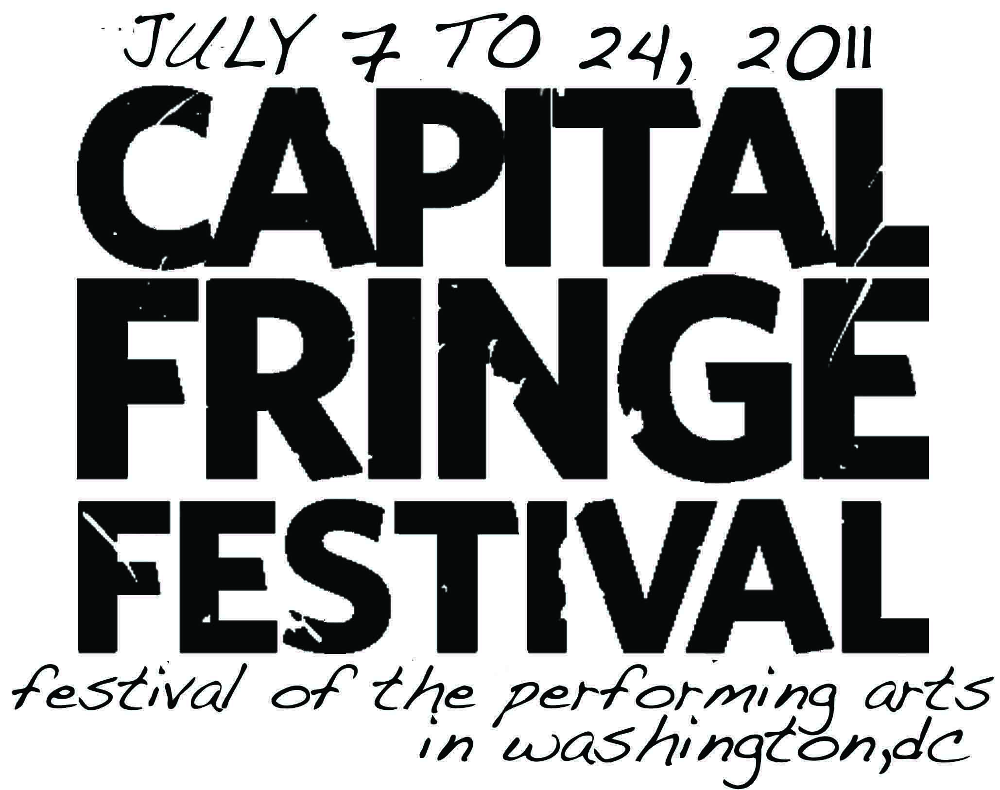 JULY 7 TO 24, 2011
CAPITAL
FRINGE
FESTIVAL
festival of the performing arts
in washington,dc